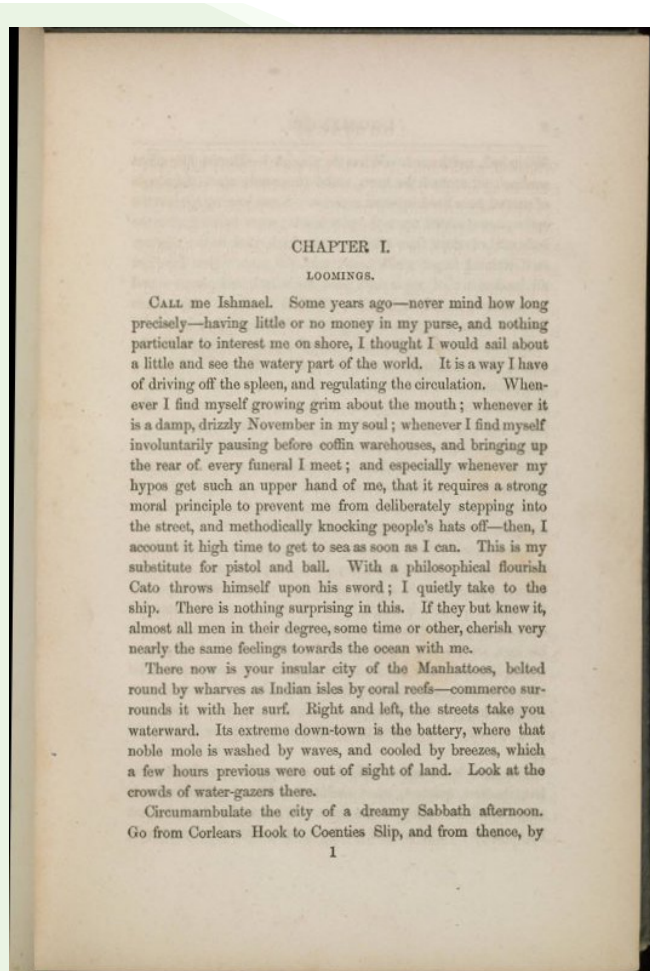 CHAPTER I.
LOOMINGS.
CALL me Ishmael. Some years ago—never mind how long
precisely—having little or no money in my purse, and nothing
particular to interest me on shore, I thought I would sail about
a little and see the watery part of the world. It is a way I have
of driving off the spleen, and regulating the circulation. When-
ever I find myself growing grim about the mouth; whenever it
is a damp, drizzly November in my soul; whenever I find myself
involuntarily pausing before coffin warehouses, and bringing up
the rear of. every funeral I meet; and especially whenever my
hypos get such an upper hand of me, that it requires a strong
moral principle to prevent me from deliberately stepping into
the street, and methodically knocking people's hats off—then, I
account it high time to get to sea as soon as I can. This is my
substitute for pistol and ball. With a philosophical flourish
Cato throws himself upon his sword; I quietly take to the
ship. There is nothing surprising in this. If they but knew it,
almost all men in their degree, some time or other, cherish very
nearly the same feelings towards the ocean with me.
There now is your insular city of the Manhattoes, belted
round by wharves as Indian isles by coral reefs—commerce sur-
rounds it with her surf. Right and left, the streets take you
waterward. Its extreme down-town is the battery, where that
noble mole is washed by waves, and cooled by breezes, which
a few hours previous were out of sight of land. Look at the
crowds of water-gazers there.
Circumambulate the city of a dreamy Sabbath afternoon.
Go from Corlears Hook to Coenties Slip, and from thence, by
1